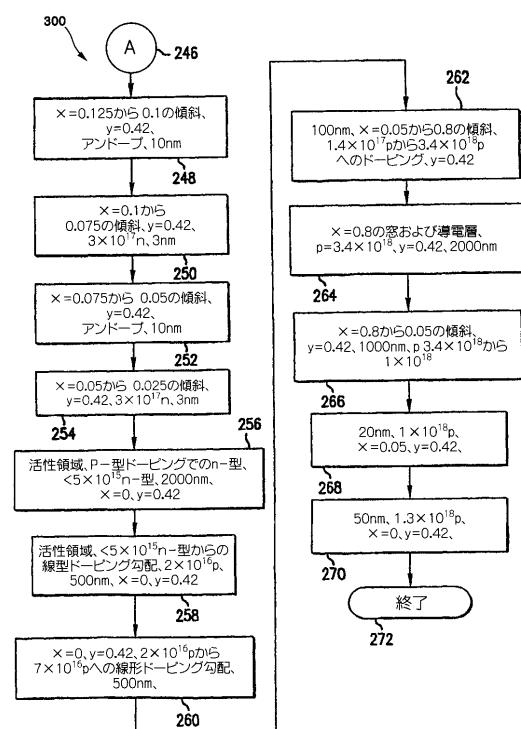 300
A
246
×=0.125から 0.1の傾斜、
y=0.42、
アンドープ、10nm
248
×=0.1から
0.075の傾斜、y=0.42、
3×10¹⁷n、3nm
250
×=0.075から 0.05の傾斜、
y=0.42、
アンドープ、10nm
252
×=0.05から 0.025の傾斜、
y=0.42、3×10¹⁷n、3nm
254
256
活性領域、P－型ドーピングでのn－型、
<5×10¹⁵n－型、2000nm、
×=0、y=0.42
活性領域、<5×10¹⁵n－型からの
線型ドーピング勾配、2×10¹⁶p、
500nm、×=0、y=0.42
258
×=0、y=0.42、2×10¹⁶pから
7×10¹⁶pへの線形ドーピング勾配、
500nm、
260
262
100nm、×=0.05から0.8の傾斜、
1.4×10¹⁷pから3.4×10¹⁸p
へのドーピング、y=0.42
×=0.8の窓および導電層、
p=3.4×10¹⁸、y=0.42、2000nm
264
×=0.8から0.05の傾斜、
y=0.42、1000nm、p 3.4×10¹⁸から
1×10¹⁸
266
20nm、1×10¹⁸p、
×=0.05、y=0.42、
268
50nm、1.3×10¹⁸p、
×=0、y=0.42、
270
終了
272